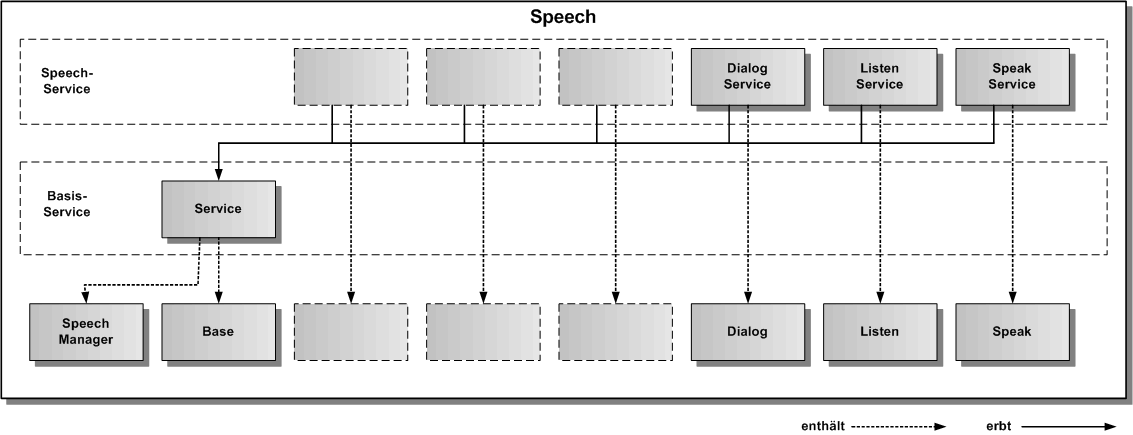 Speech
Speech-
Service
Dialog
Service
Listen
Service
Speak
Service
Basis-
Service
Service
Speech
Manager
Base
Dialog
Listen
Speak
enthält
erbt